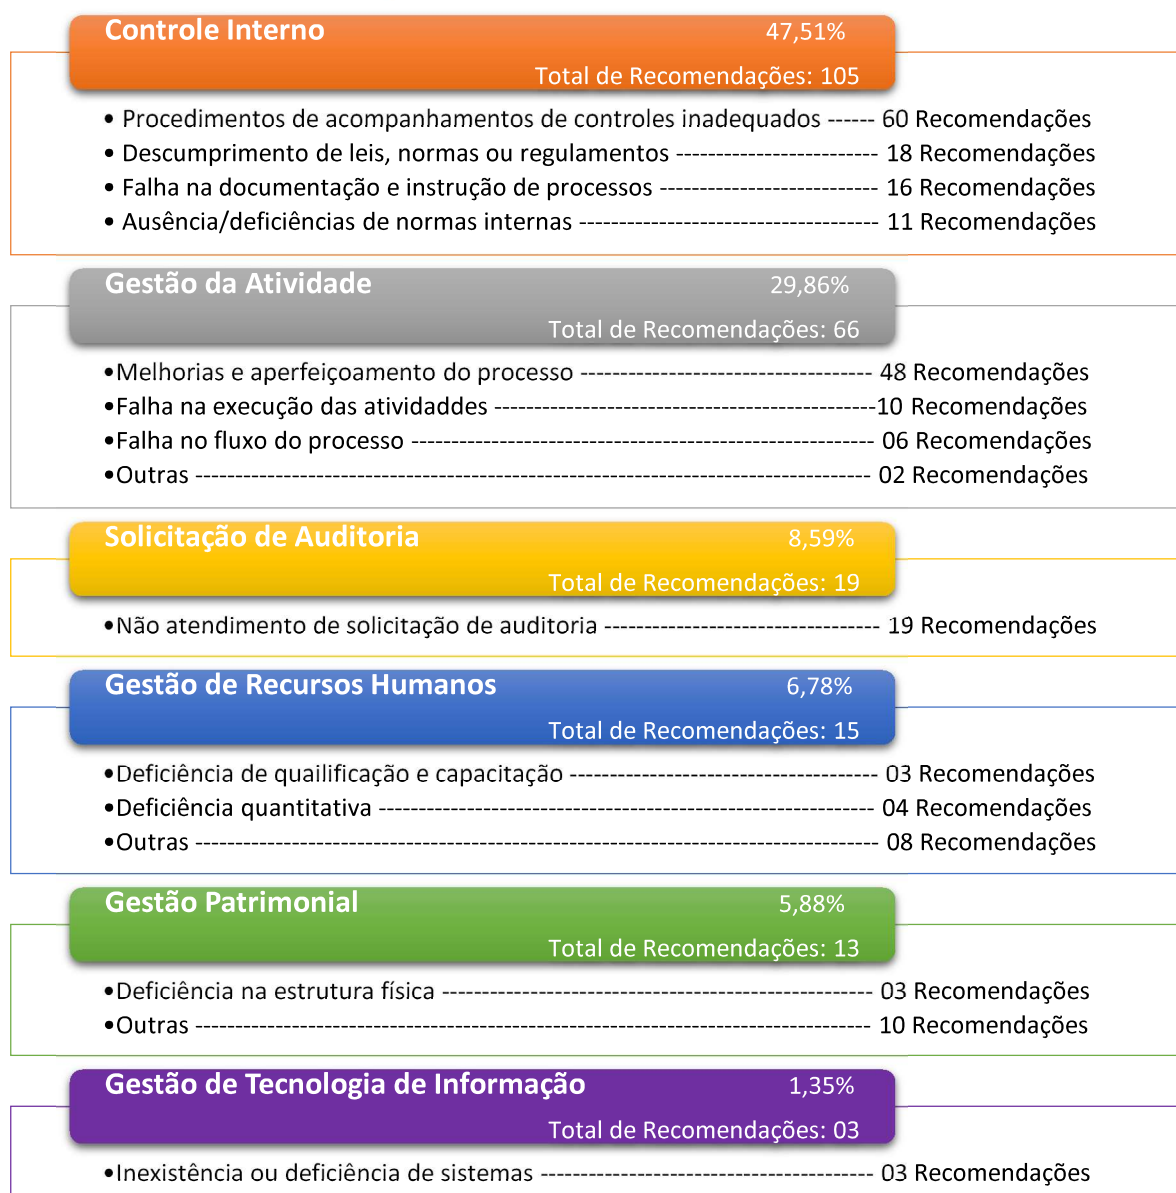 Controle Interno 47,51%
Total de Recomendações: 105
• Procedimentos de acompanhamentos de controles inadequados ------ 60 Recomendações
• Descumprimento de leis, normas ou regulamentos ------------------------- 18 Recomendações
• Falha na documentação e instrução de processos --------------------------- 16 Recomendações
• Ausência/deficiências de normas internas ------------------------------------- 11 Recomendações
Gestão da Atividade 29,86%
Total de Recomendações: 66
•Melhorias e aperfeiçoamento do processo ------------------------------------ 48 Recomendações
•Falha na execução das atividaddes -----------------------------------------------10 Recomendações
•Falha no fluxo do processo --------------------------------------------------------- 06 Recomendações
•Outras ------------------------------------------------------------------------------------ 02 Recomendações
Solicitação de Auditoria 8,59%
Total de Recomendações: 19
•Não atendimento de solicitação de auditoria ---------------------------------- 19 Recomendações
Gestão de Recursos Humanos 6,78%
Total de Recomendações: 15
•Deficiência de quailificação e capacitação -------------------------------------- 03 Recomendações
•Deficiência quantitativa ------------------------------------------------------------- 04 Recomendações
•Outras ------------------------------------------------------------------------------------- 08 Recomendações
Gestão Patrimonial 5,88%
Total de Recomendações: 13
•Deficiência na estrutura física ----------------------------------------------------- 03 Recomendações
•Outras ------------------------------------------------------------------------------------ 10 Recomendações
Gestão de Tecnologia de Informação 1,35%
Total de Recomendações: 03
•Inexistência ou deficiência de sistemas ----------------------------------------- 03 Recomendações